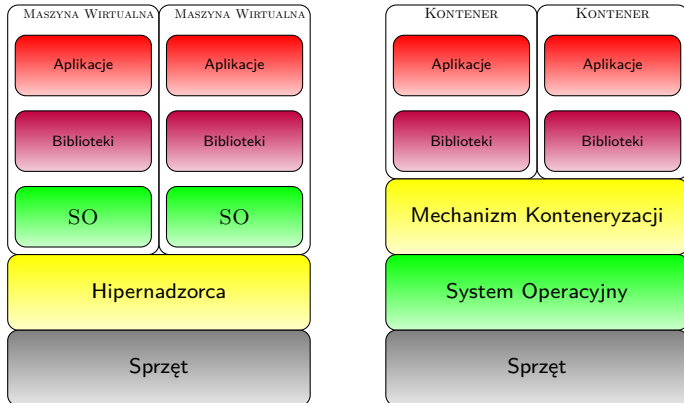 Maszyna Wirtualna
Aplikacje
Biblioteki
SO
Maszyna Wirtualna
Aplikacje
Biblioteki
SO
Hipernadzorca
Sprzęt
Kontener
Aplikacje
Biblioteki
Kontener
Aplikacje
Biblioteki
Mechanizm Konteneryzacji
System Operacyjny
Sprzęt